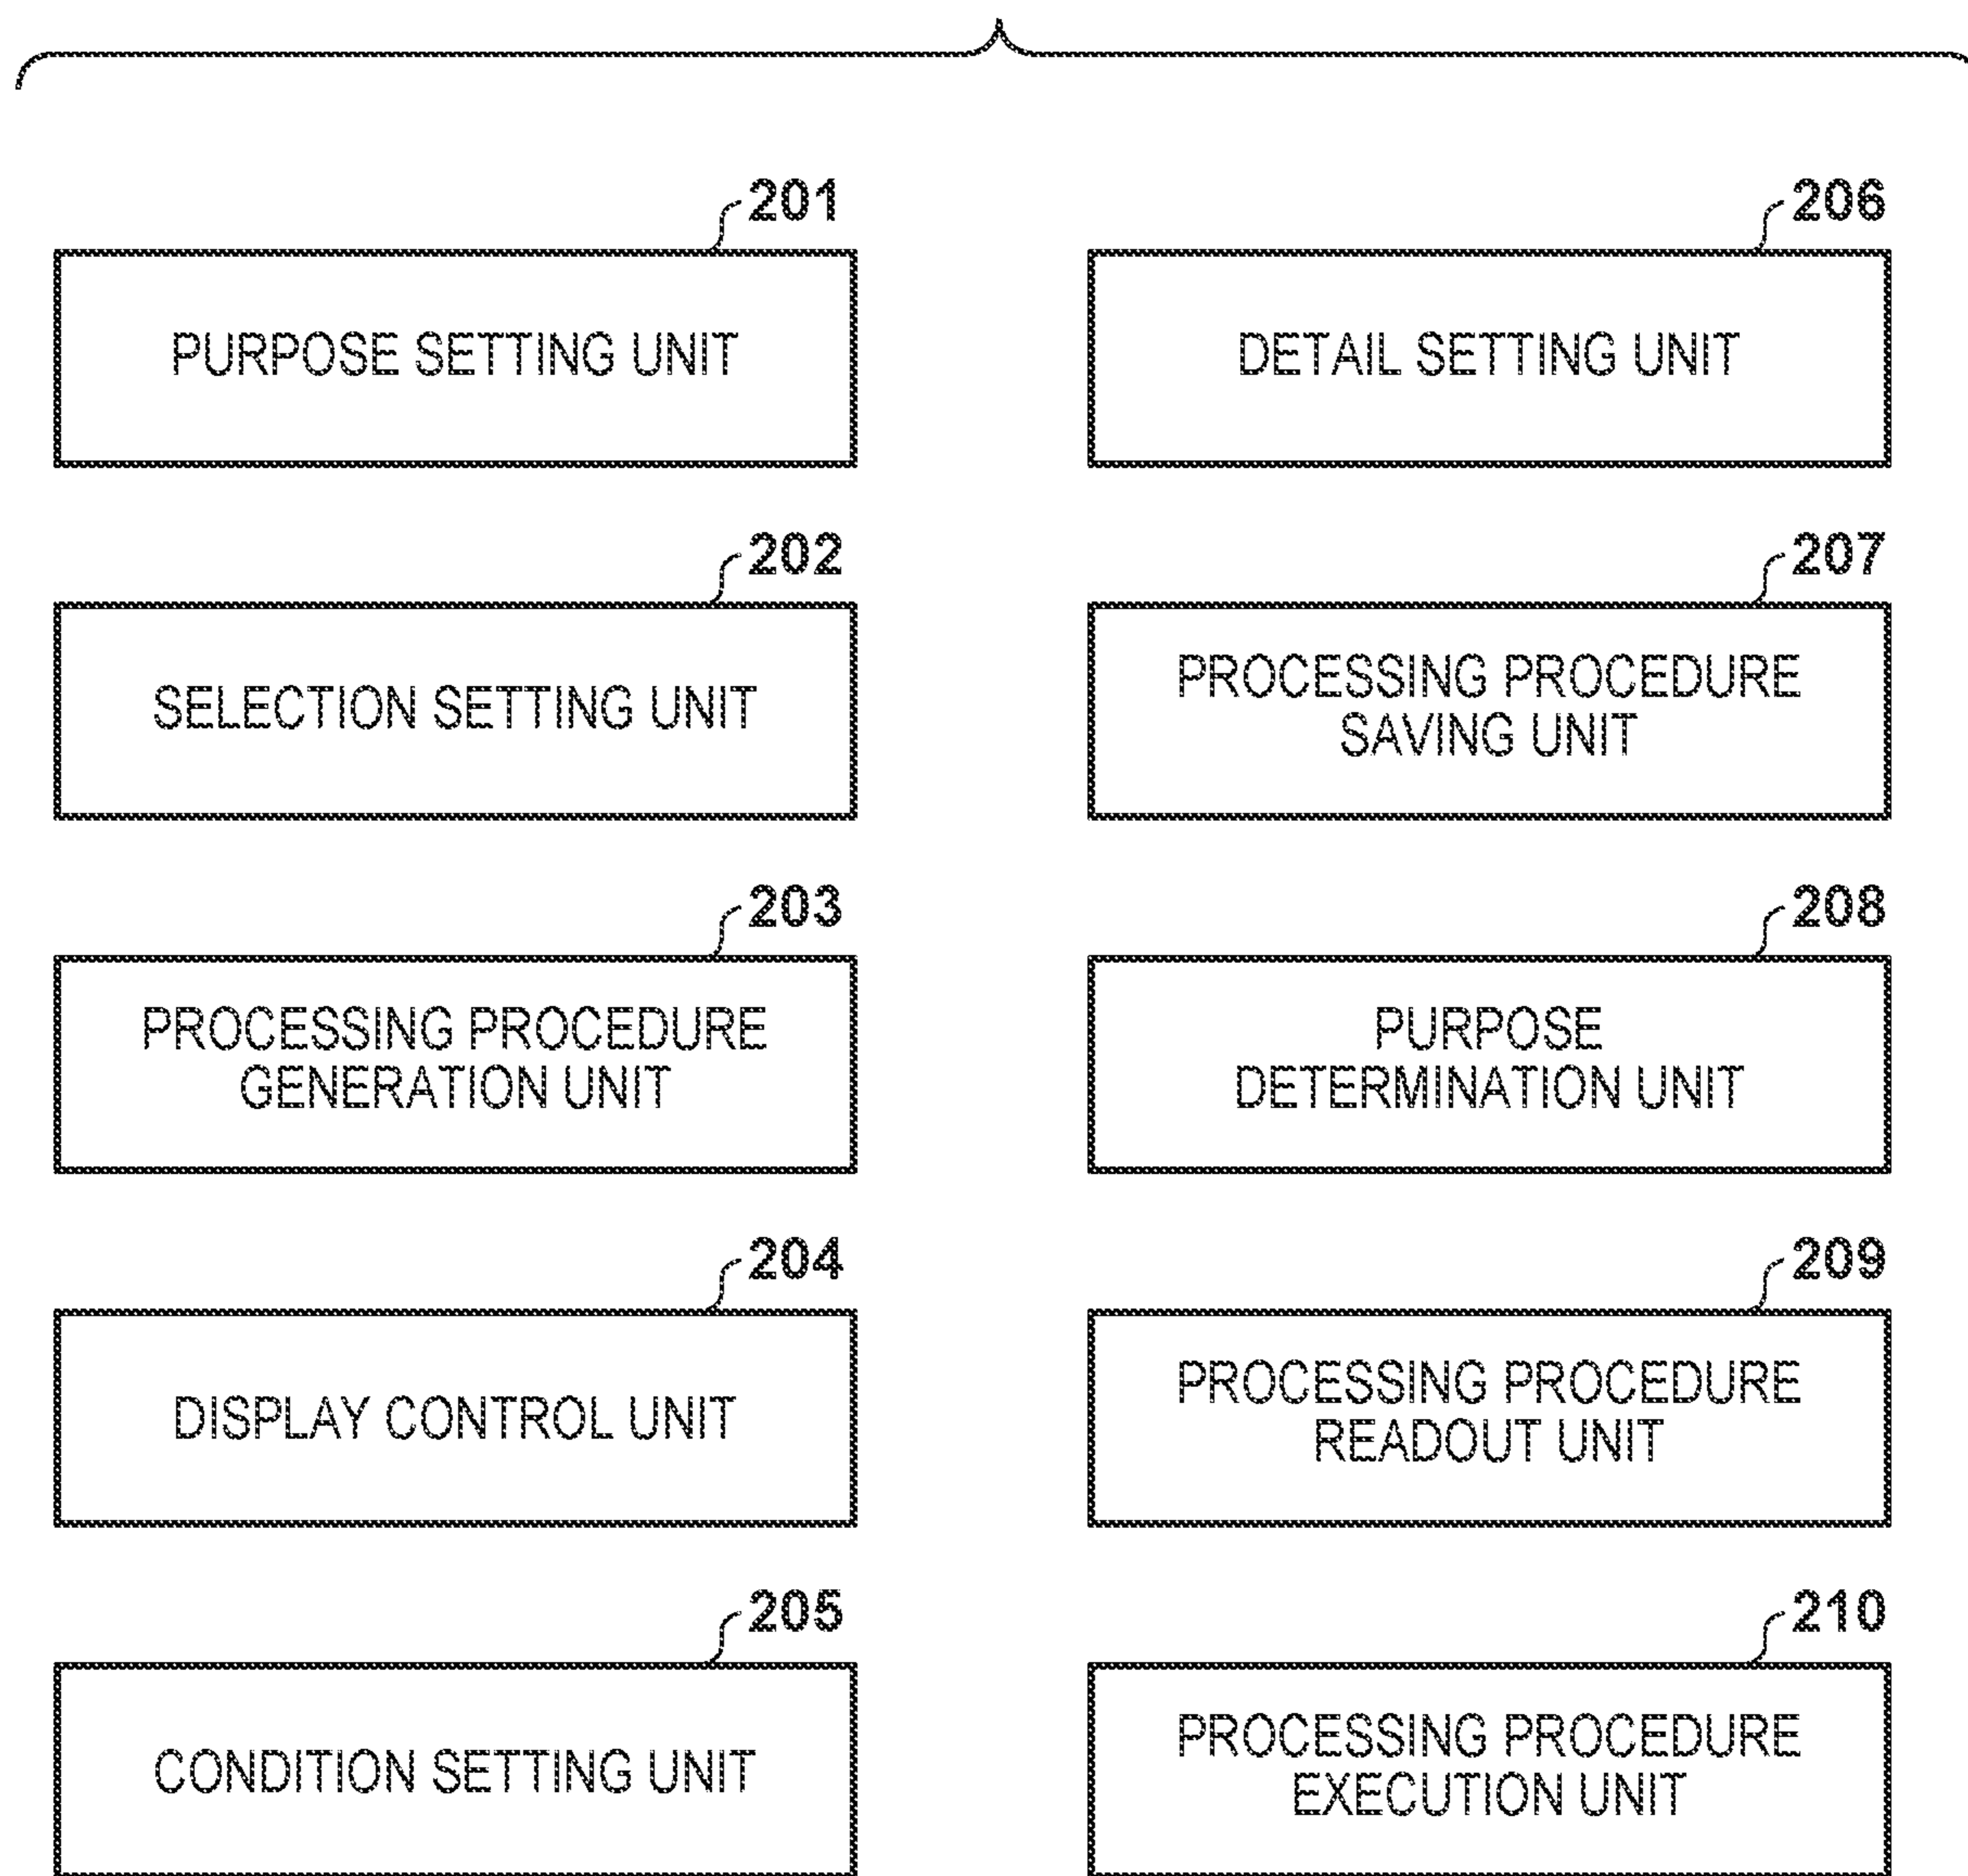 201
PURPOSE SETTING UNIT
202
SELECTION SETTING UNIT
203
PROCESSING PROCEDURE
GENERATION UNIT
204
DISPLAY CONTROL UNIT
205
CONDITION SETTING UNIT
206
DETAIL SETTING UNIT
207
PROCESSING PROCEDURE
SAVING UNIT
208
PURPOSE
DETERMINATION UNIT
209
PROCESSING PROCEDURE
READOUT UNIT
210
PROCESSING PROCEDURE
EXECUTION UNIT